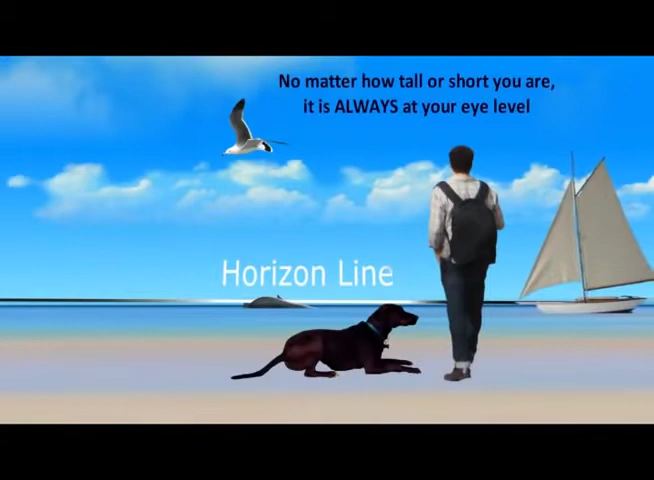 No matter how tall or short you are,
it is ALWAYS at your eye level
Horizon Line